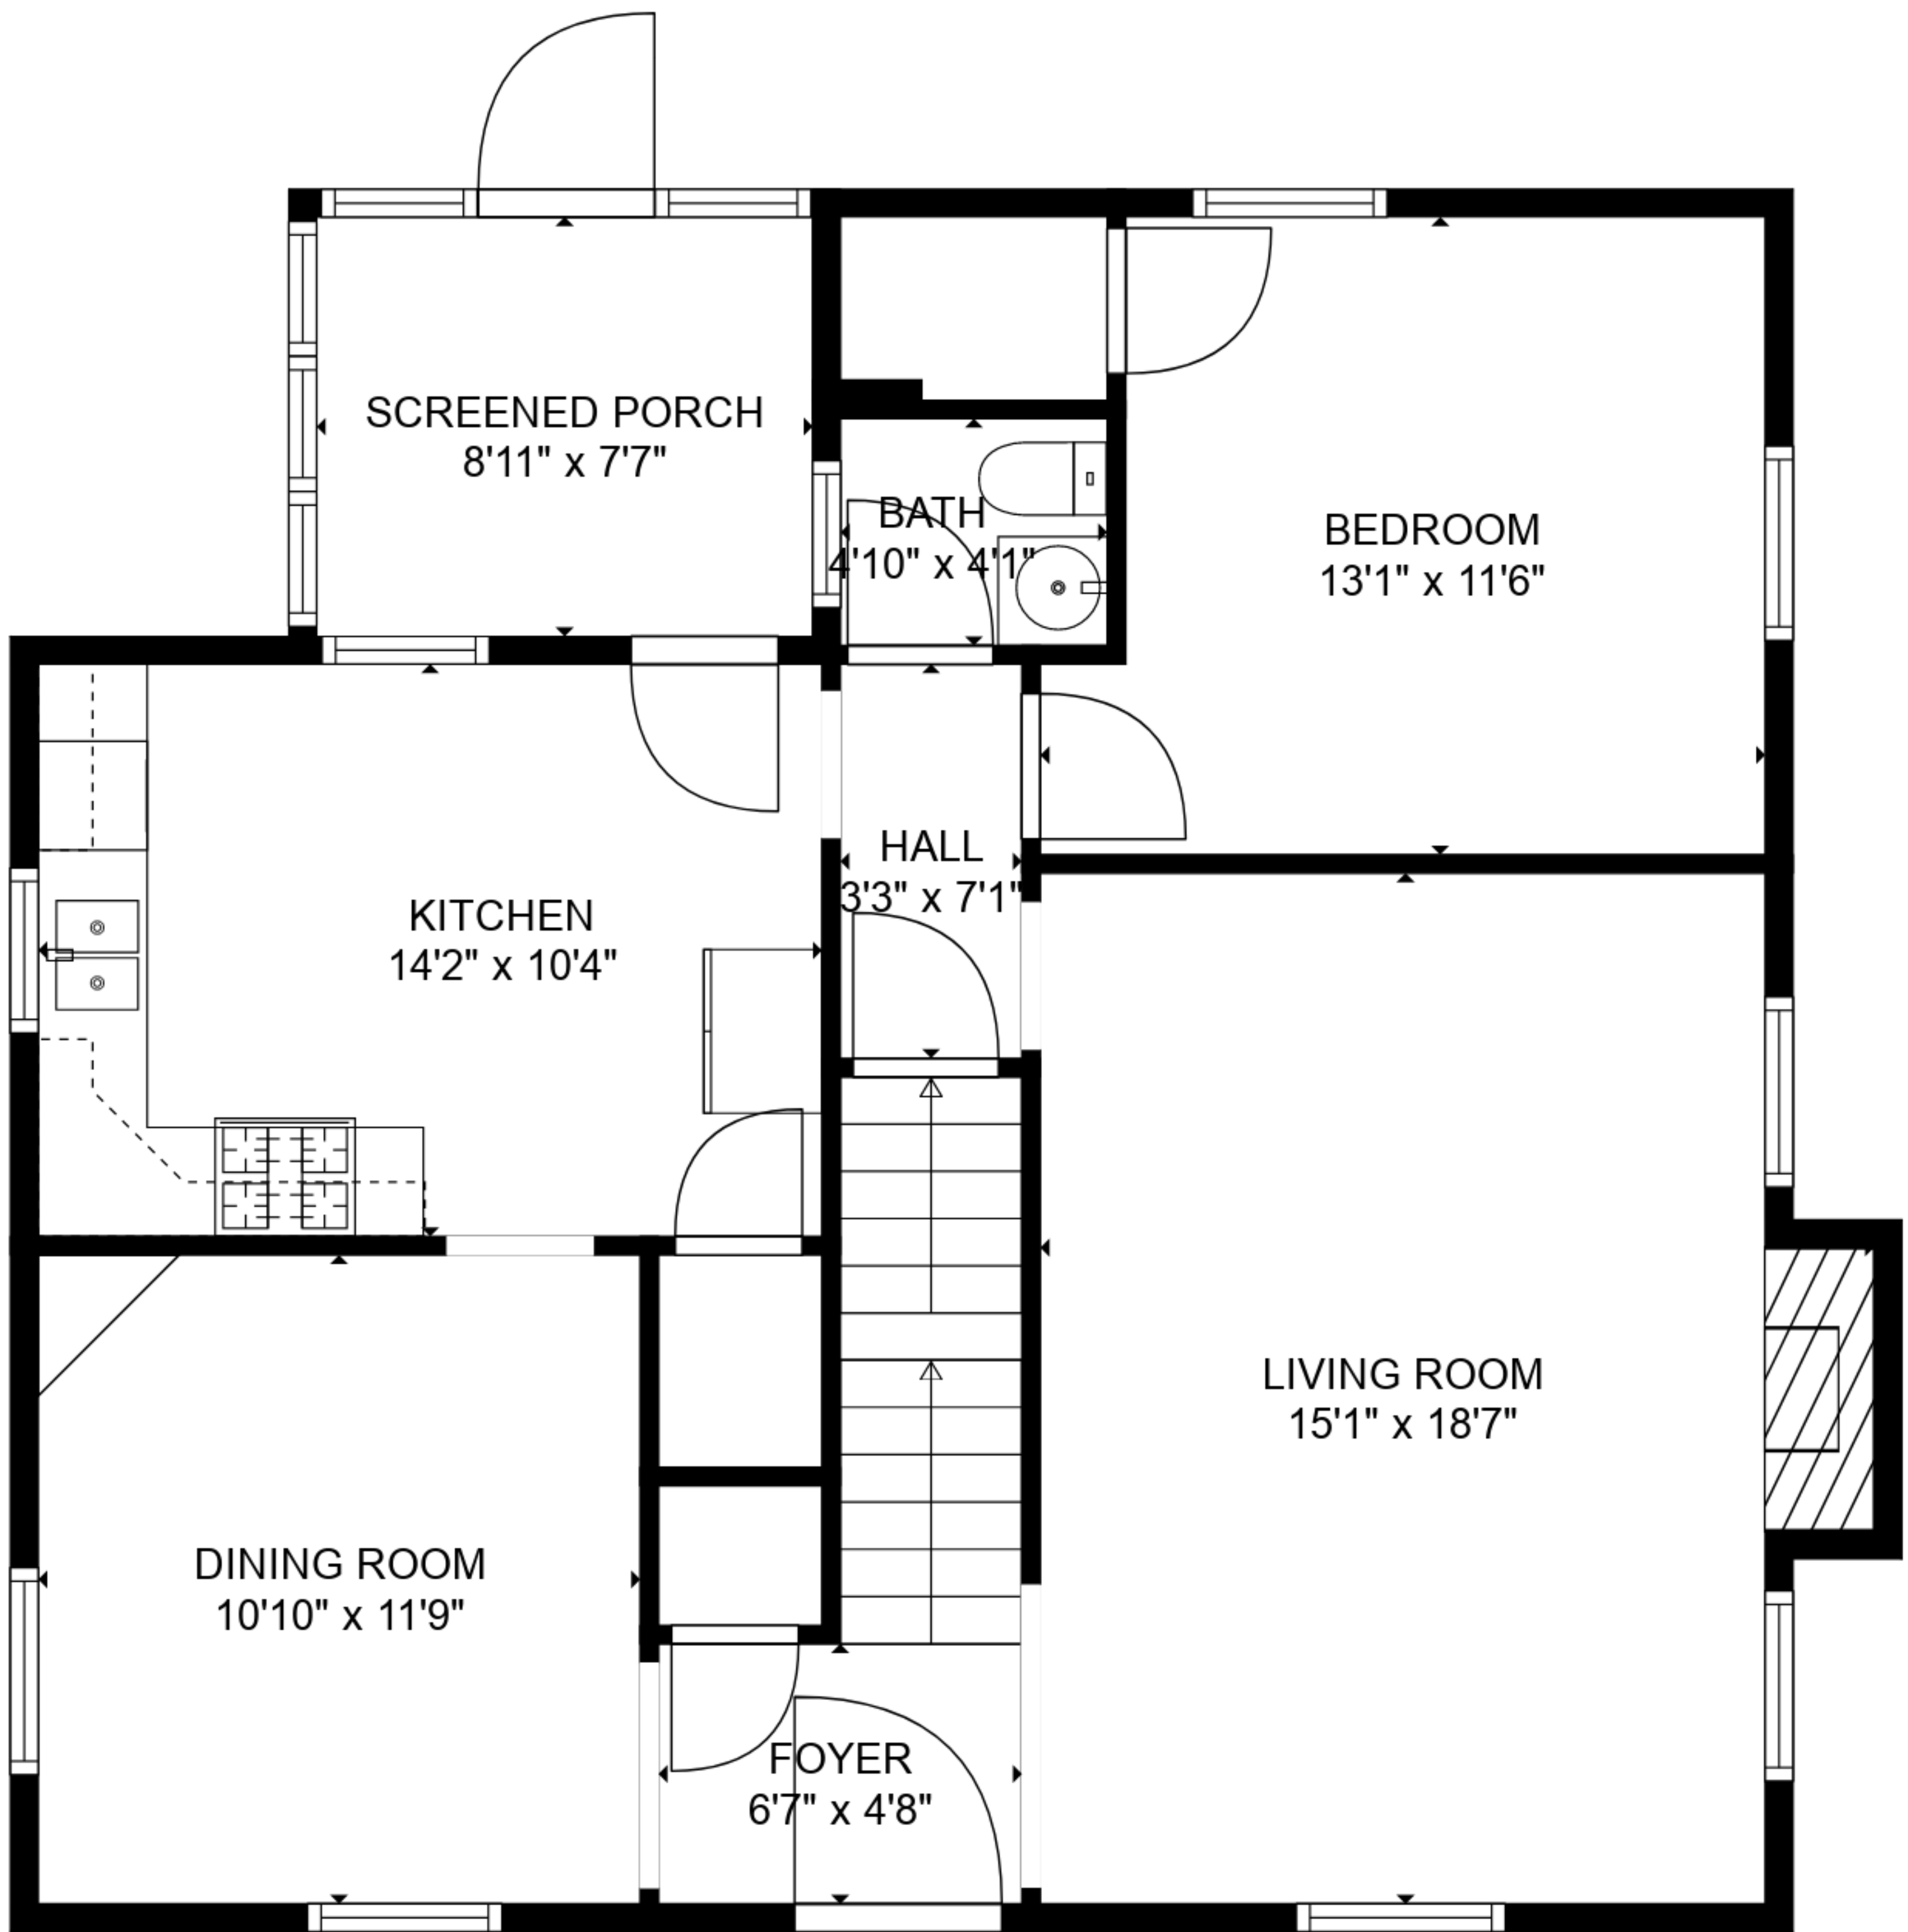 SCREENED PORCH
8'11" x 7'7"
BATH
4'10" x 4'1"
BEDROOM
13'1" x 11'6"
HALL
3'3" x 7'1"
KITCHEN
14'2" x 10'4"
LIVING ROOM
15'1" x 18'7"
DINING ROOM
10'10" x 11'9"
FOYER
6'7" x 4'8"